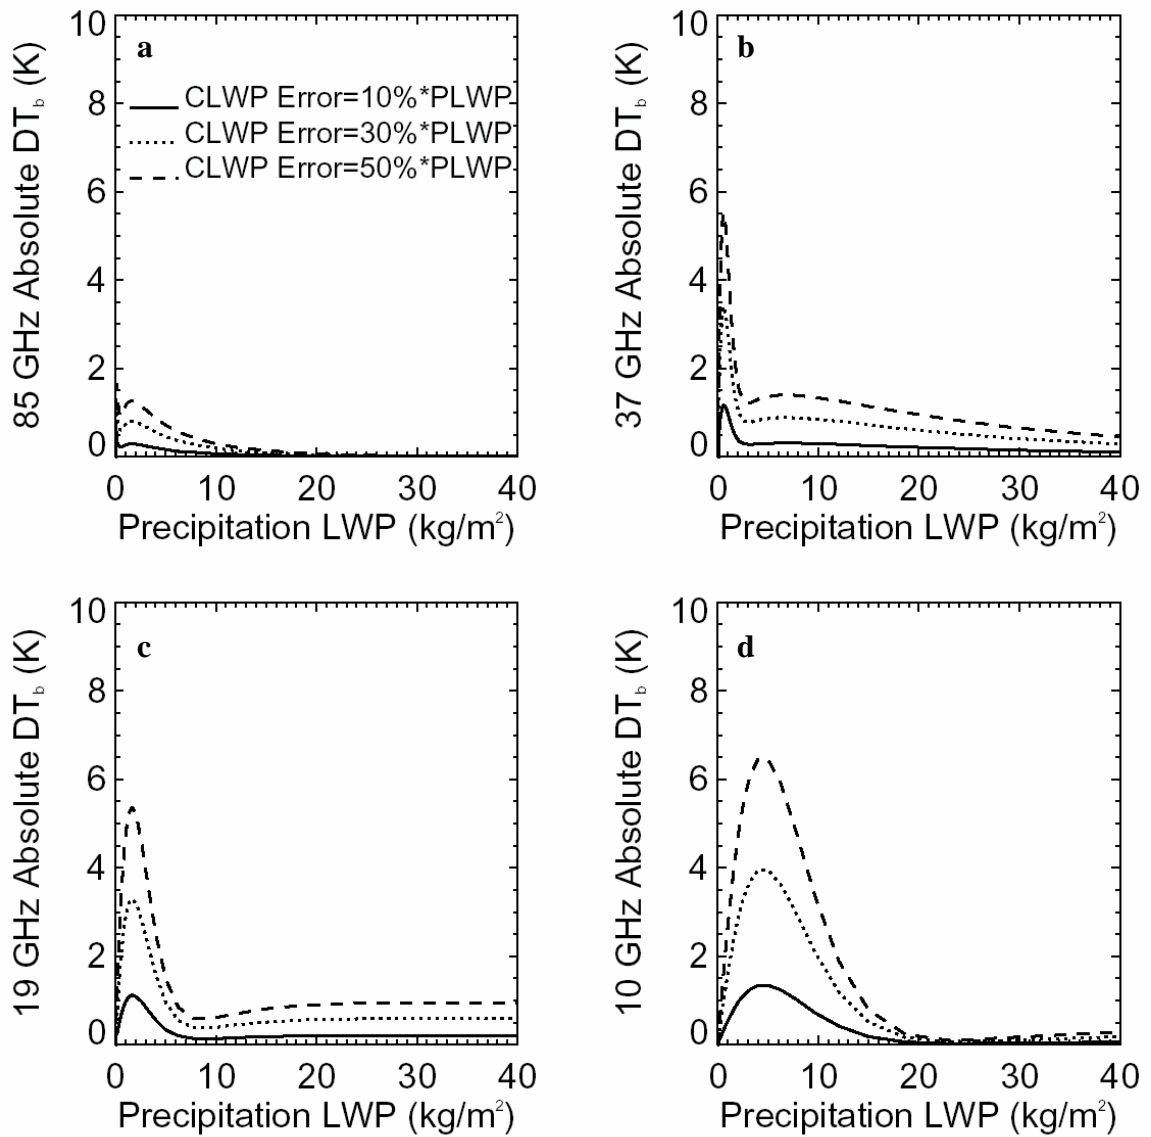 a
85 GHz Absolute DTb (K)
10
8
6
4
2
0
CLWP Error=10%*PLWP
CLWP Error=30%*PLWP
CLWP Error=50%*PLWP
0 10 20 30 40
Precipitation LWP (kg/m²)
b
37 GHz Absolute DTb (K)
10
8
6
4
2
0
0 10 20 30 40
Precipitation LWP (kg/m²)
c
19 GHz Absolute DTb (K)
10
8
6
4
2
0
0 10 20 30 40
Precipitation LWP (kg/m²)
d
10 GHz Absolute DTb (K)
10
8
6
4
2
0
0 10 20 30 40
Precipitation LWP (kg/m²)